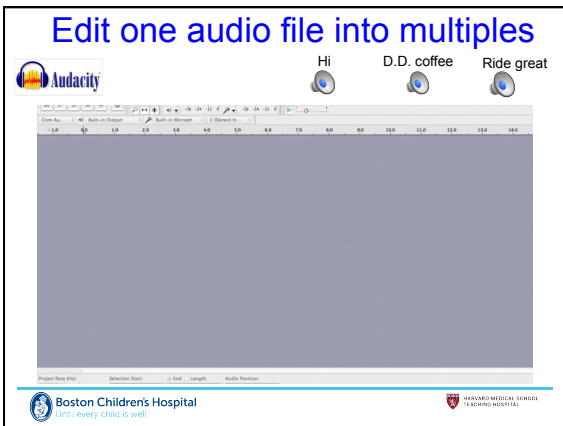 Edit one audio file into multiples
Hi D.D. coffee Ride great
Audacity
Core Au... Built-in Output Built-in Microph 2 (Stereo) In...
-1.0 0.0 1.0 2.0 3.0 4.0 5.0 6.0 7.0 8.0 9.0 10.0 11.0 12.0 13.0 14.0
Project Rate (Hz): Selection Start: End Length Audio Position:
Boston Children's Hospital
Until every child is well
HARVARD MEDICAL SCHOOL
TEACHING HOSPITAL